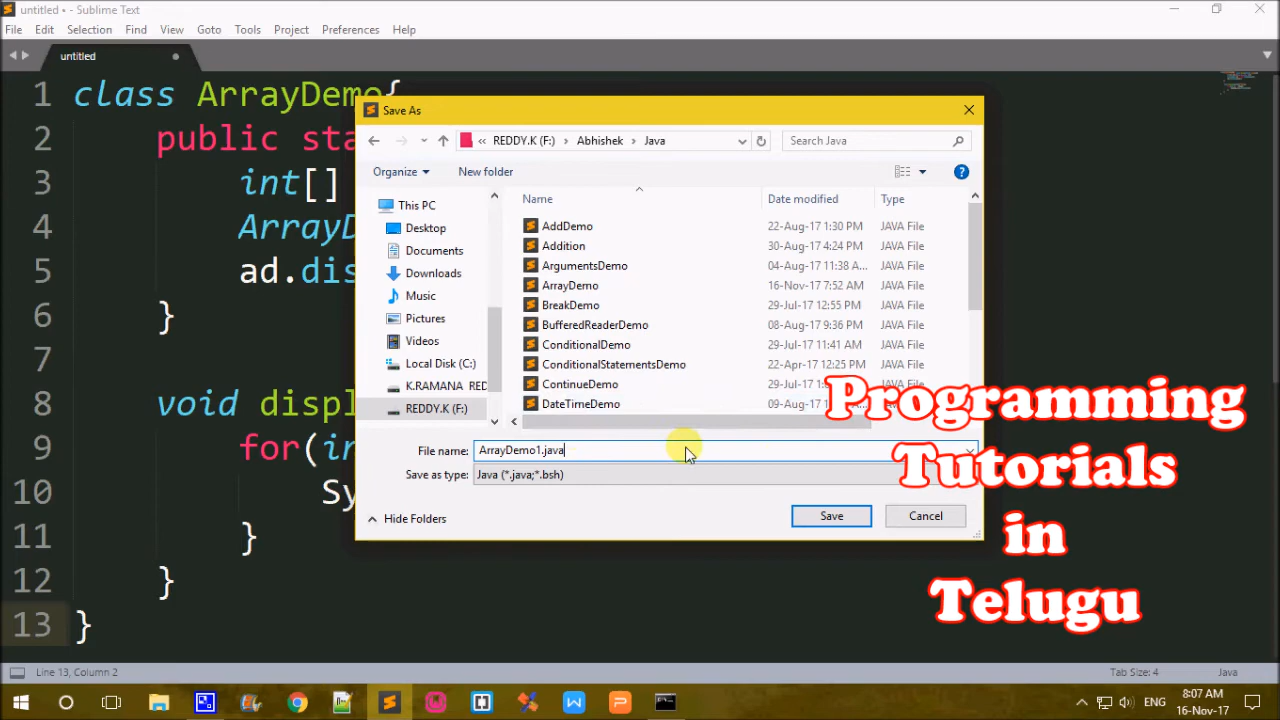 untitled • - Sublime Text
File Edit Selection Find View Goto Tools Project Preferences Help
untitled
1 class ArrayDemo{
2 public sta
3 int[]
4 ArrayD
5 ad.dis
6 }
7
8 void displ
9 for(in
10 Sy
11 }
12 }
13 }
Save As
« REDDY.K (F:) > Abhishek > Java
Search Java
Organize New folder
This PC
Desktop
Documents
Downloads
Music
Pictures
Videos
Local Disk (C:)
K.RAMANA RED
REDDY.K (F:)
Name Date modified Type
AddDemo 22-Aug-17 1:30 PM JAVA File
Addition 30-Aug-17 4:24 PM JAVA File
ArgumentsDemo 04-Aug-17 11:38 A... JAVA File
ArrayDemo 16-Nov-17 7:52 AM JAVA File
BreakDemo 29-Jul-17 12:55 PM JAVA File
BufferedReaderDemo 08-Aug-17 9:36 PM JAVA File
ConditionalDemo 29-Jul-17 11:41 AM JAVA File
ConditionalStatementsDemo 22-Apr-17 12:25 PM JAVA File
ContinueDemo 29-Jul-17 JAVA File
DateTimeDemo 09-Aug-17
File name: ArrayDemo1.java
Save as type: Java (*.java;*.bsh)
Hide Folders Save Cancel
Programming
Tutorials
in
Telugu
Line 13, Column 2 Tab Size: 4 Java
ENG 8:07 AM
16-Nov-17